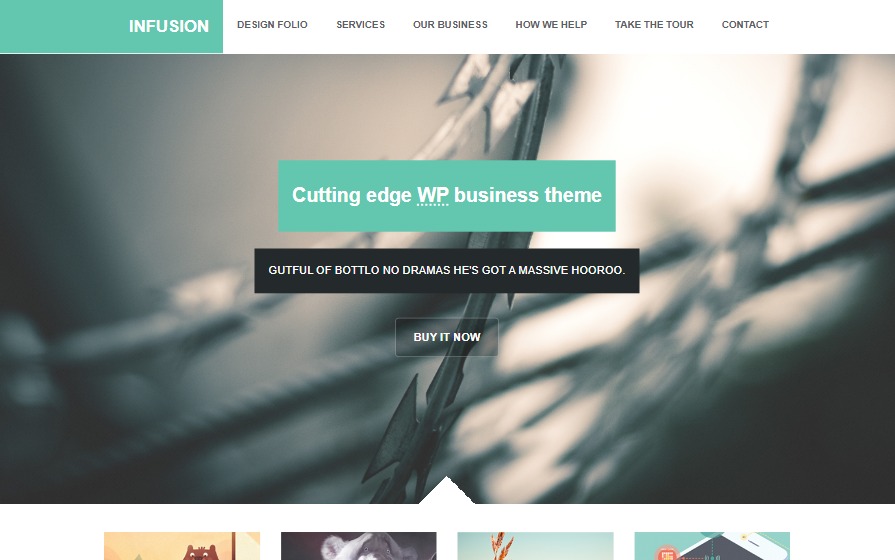 INFUSION
DESIGN FOLIO SERVICES OUR BUSINESS HOW WE HELP TAKE THE TOUR CONTACT
Cutting edge WP business theme
GUTFUL OF BOTTLO NO DRAMAS HE'S GOT A MASSIVE HOOROO.
BUY IT NOW